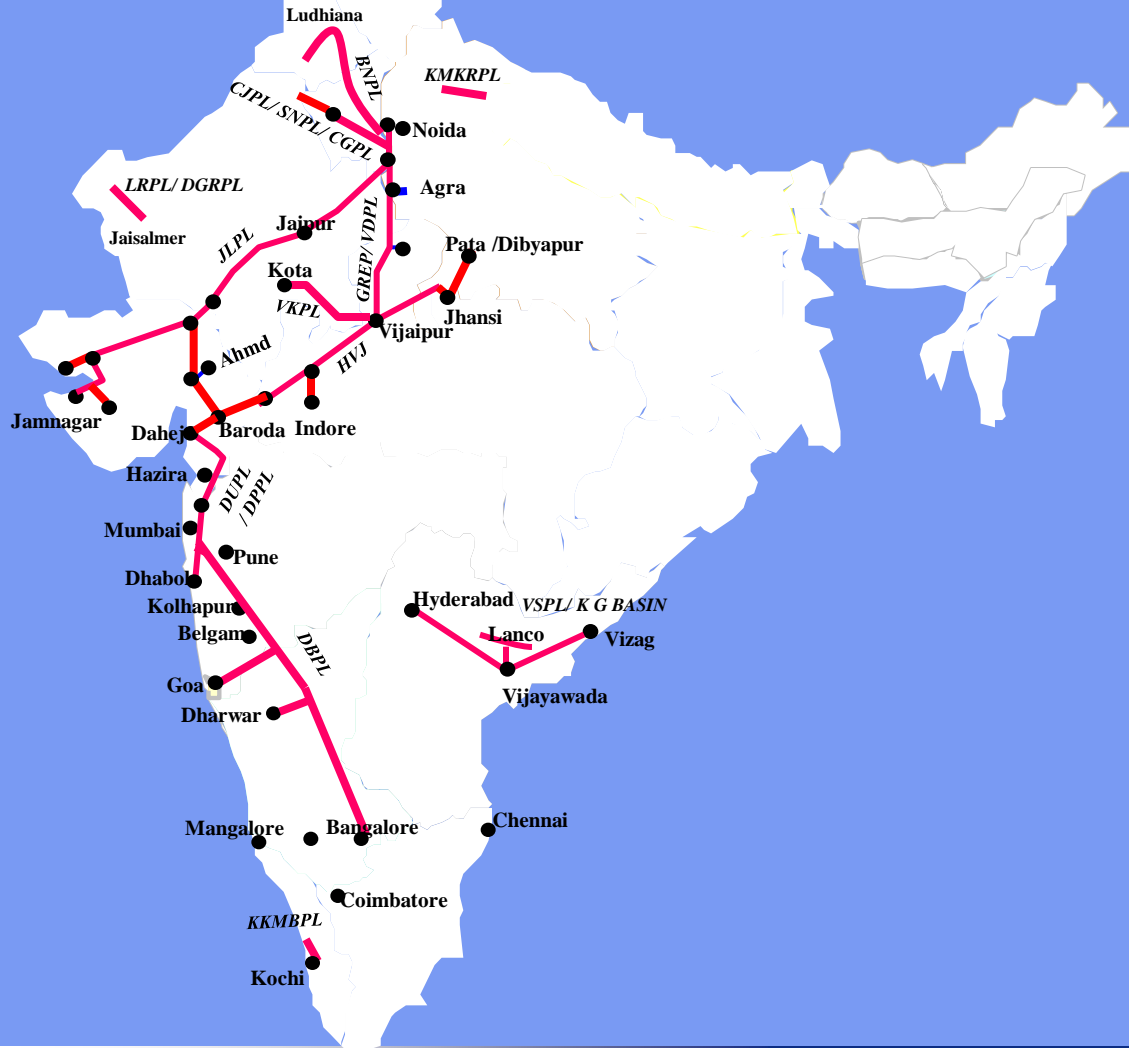 Ludhiana
BNPL
KMKRPL
CJPL/ SNPL/ CGPL
Noida
LRPL/ DGRPL
Agra
Jaisalmer
Jaipur
JLPL
GREP/ VDPL
Pata /Dibyapur
Kota
VKPL
Jhansi
Vijaipur
Ahmd
HVJ
Jamnagar
Dahej
Baroda
Indore
Hazira
DUPL
/ DPPL
Mumbai
Pune
Dhabol
Kolhapur
Hyderabad
VSPL/ K G BASIN
Belgam
Lanco
Vizag
DBPL
Goa
Vijayawada
Dharwar
Mangalore
Bangalore
Chennai
Coimbatore
KKMBPL
Kochi